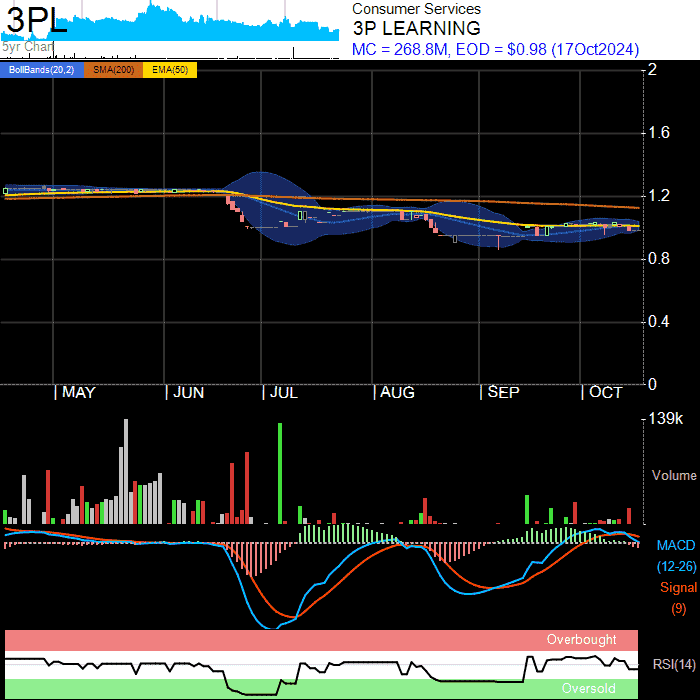 3PL
5yr Chart
Consumer Services
3P LEARNING
MC = 268.8M, EOD = $0.98 (17Oct2024)
BollBands(20,2) SMA(200) EMA(50)
2
1.6
1.2
0.8
0.4
0
MAY JUN JUL AUG SEP OCT
139k
Volume
MACD
(12-26)
Signal
(9)
Overbought
RSI(14)
Oversold